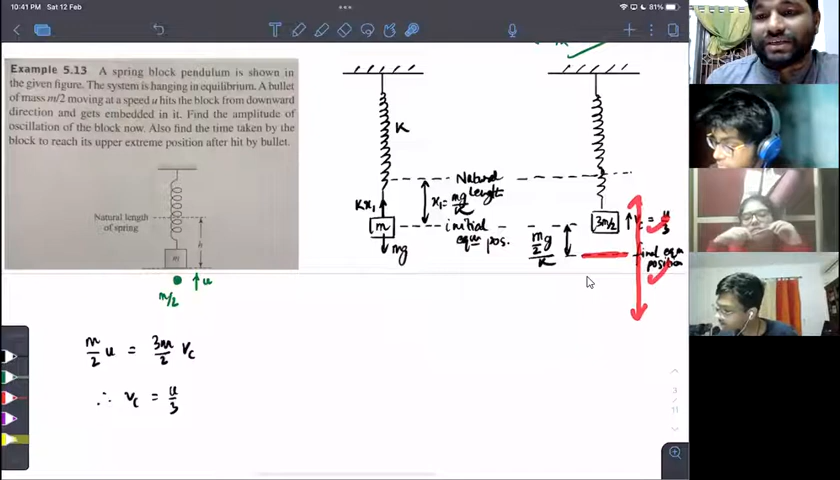 10:41 PM Sat 12 Feb
81%
Example 5.13 A spring block pendulum is shown in
the given figure. The system is hanging in equilibrium. A bullet
of mass m/2 moving at a speed u hits the block from downward
direction and gets embedded in it. Find the amplitude of
oscillation of the block now. Also find the time taken by the
block to reach its upper extreme position after hit by bullet.
Natural length
of spring
h
m
m/2
u
K
Kx₁
m
mg
x₁ = mg/K
Natural
length
initial
eqm pos.
3m/2
v_c = u/3
m/2 g / K
final eqm
position
m/2 u = 3m/2 v_c
∴ v_c = u/3
3
/
11
T